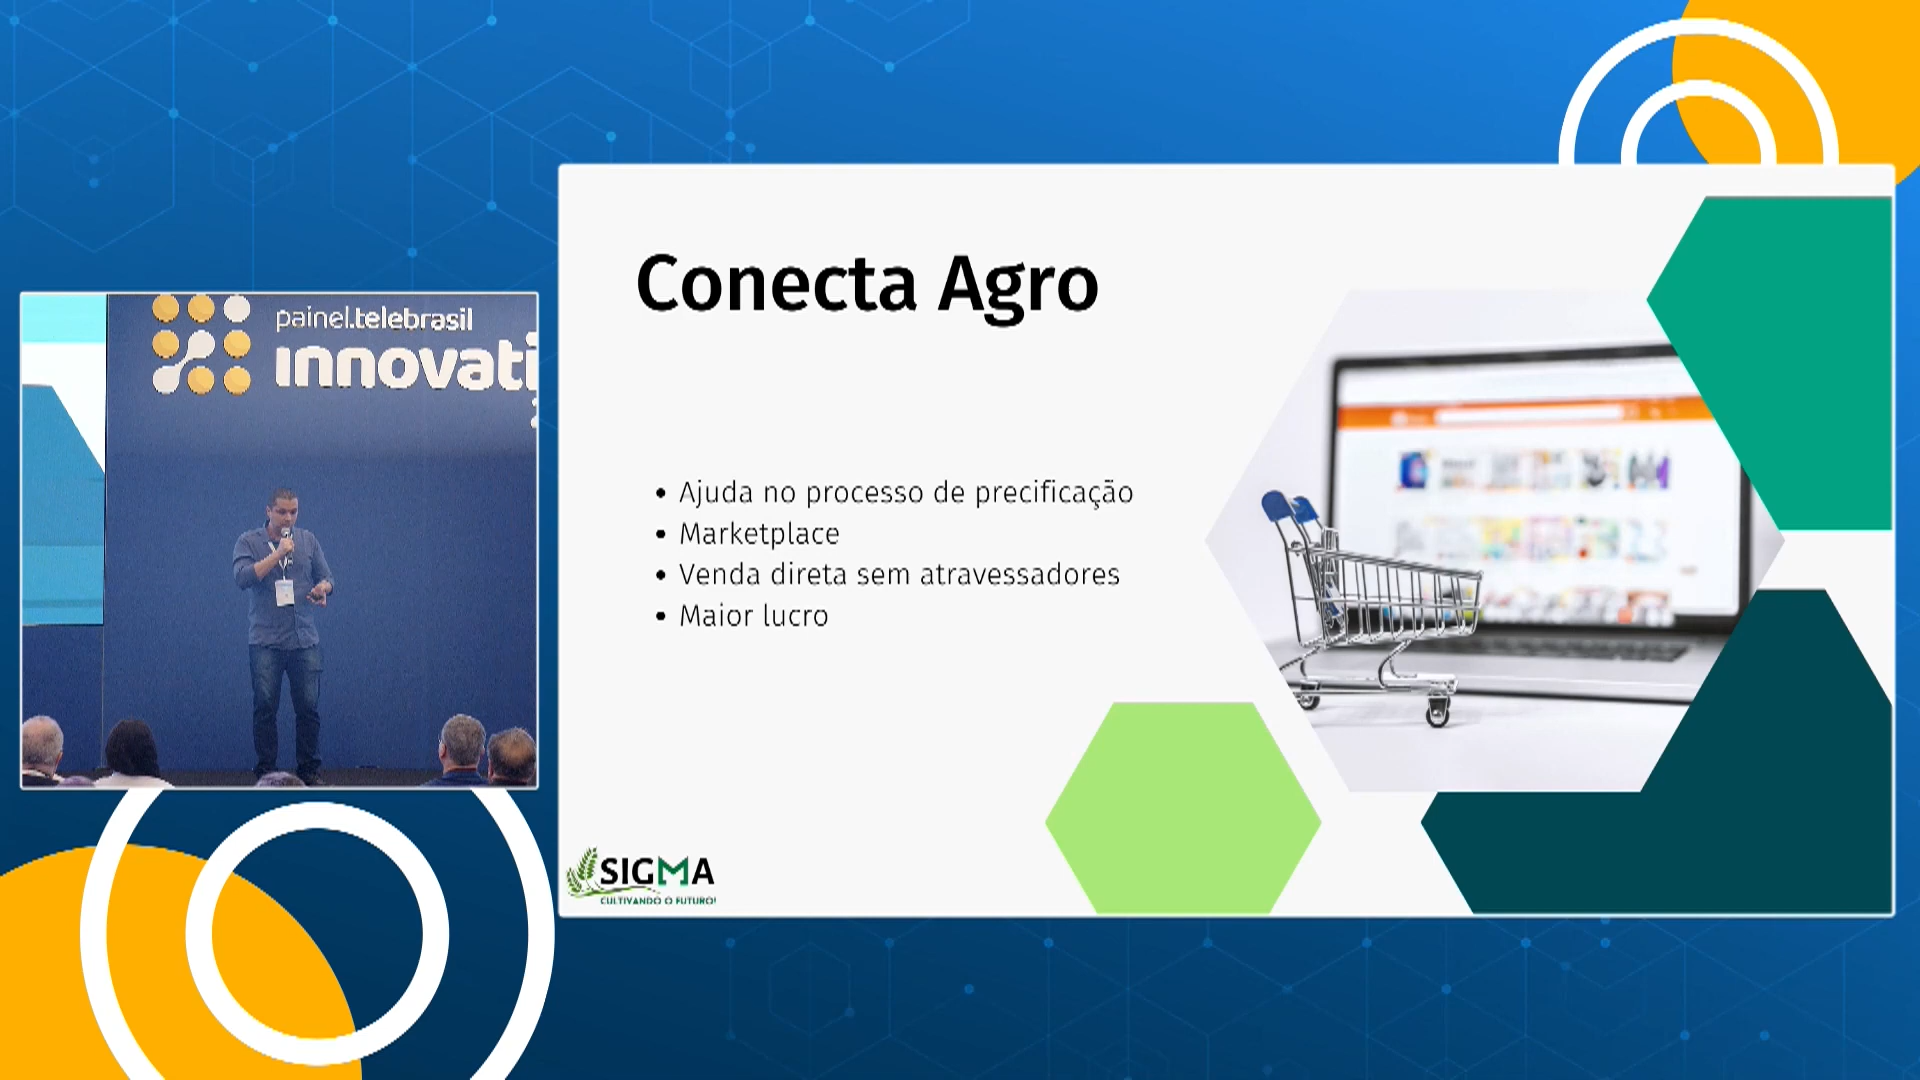 painel.telebrasil
innovati
Conecta Agro
• Ajuda no processo de precificação
• Marketplace
• Venda direta sem atravessadores
• Maior lucro
SIGMA
CULTIVANDO O FUTURO!